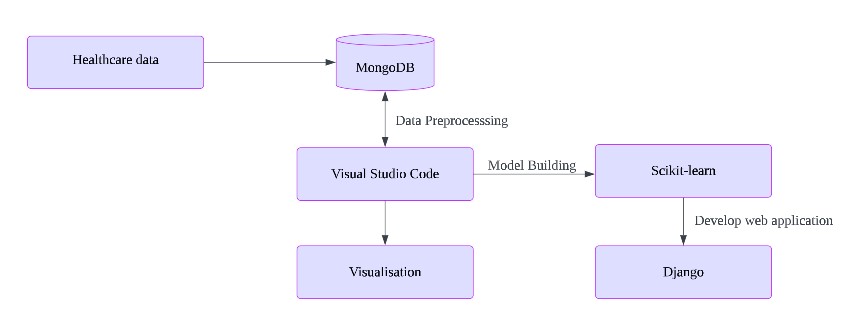 Healthcare data
MongoDB
Data Preprocesssing
Visual Studio Code
Model Building
Scikit-learn
Develop web application
Visualisation
Django